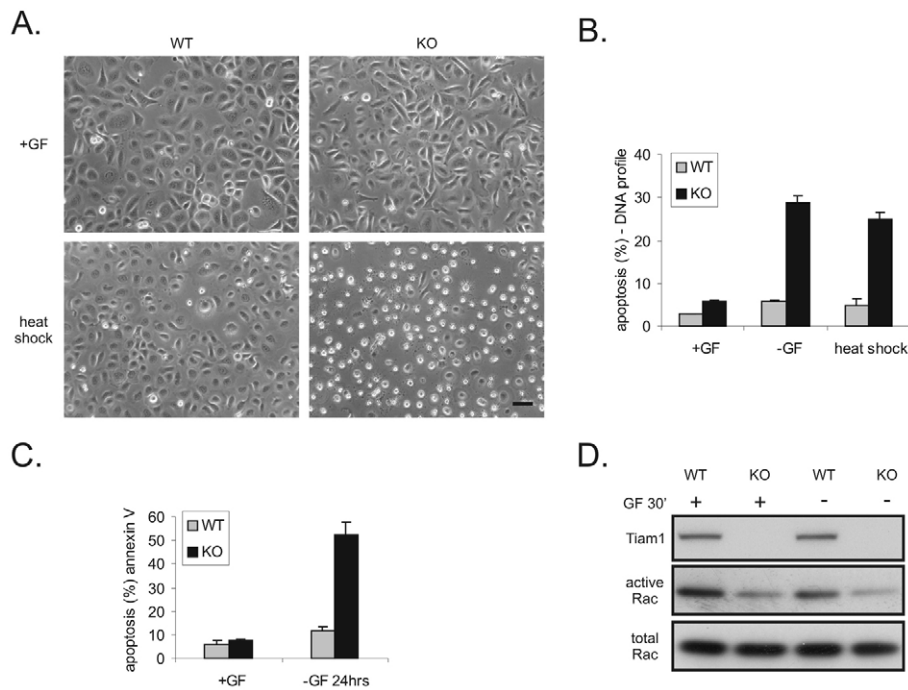 A.
WT KO
+GF
heat
shock
B.
apoptosis (%) - DNA profile
40
30
20
10
0
WT
KO
+GF -GF heat shock
C.
apoptosis (%) annexin V
60
50
40
30
20
10
0
WT
KO
+GF -GF 24hrs
D.
WT KO WT KO
GF 30' + + - -
Tiam1
active
Rac
total
Rac